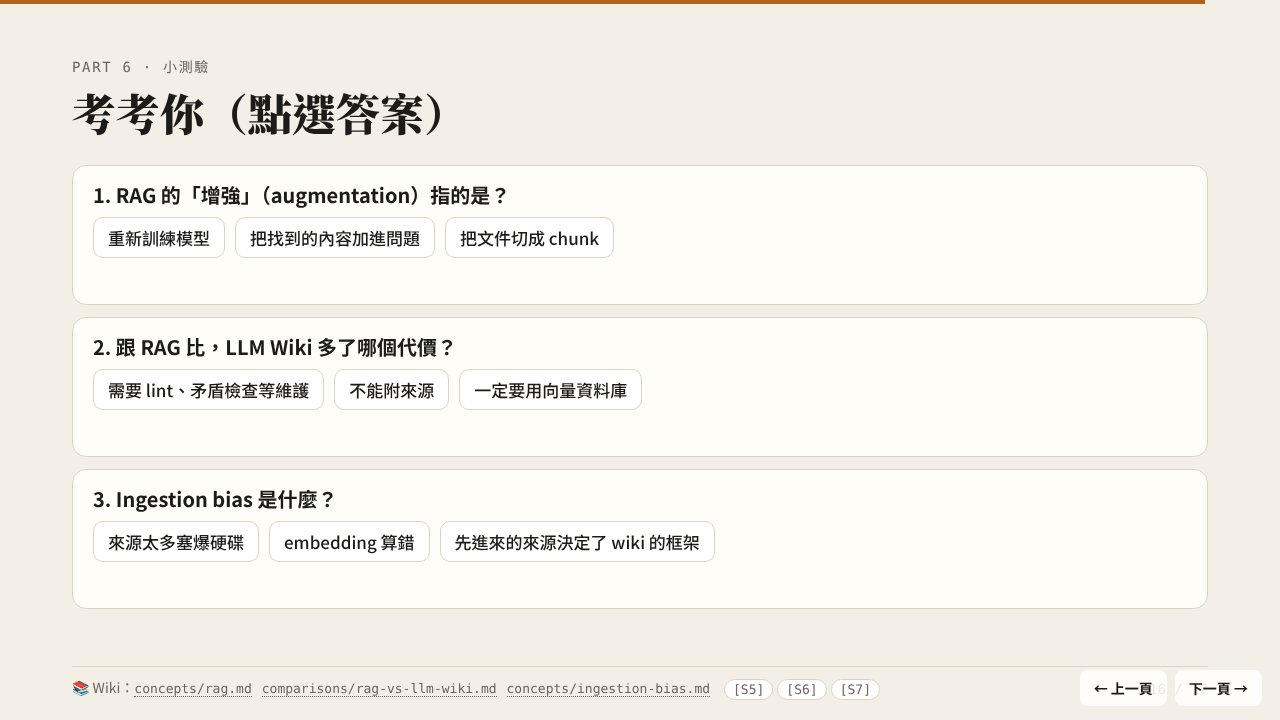 PART 6 · 小測驗
考考你（點選答案）
1. RAG 的「增強」（augmentation）指的是？
重新訓練模型 把找到的內容加進問題 把文件切成 chunk
2. 跟 RAG 比，LLM Wiki 多了哪個代價？
需要 lint、矛盾檢查等維護 不能附來源 一定要用向量資料庫
3. Ingestion bias 是什麼？
來源太多塞爆硬碟 embedding 算錯 先進來的來源決定了 wiki 的框架
📚 Wiki：concepts/rag.md comparisons/rag-vs-llm-wiki.md concepts/ingestion-bias.md [S5] [S6] [S7] ← 上一頁 下一頁 →